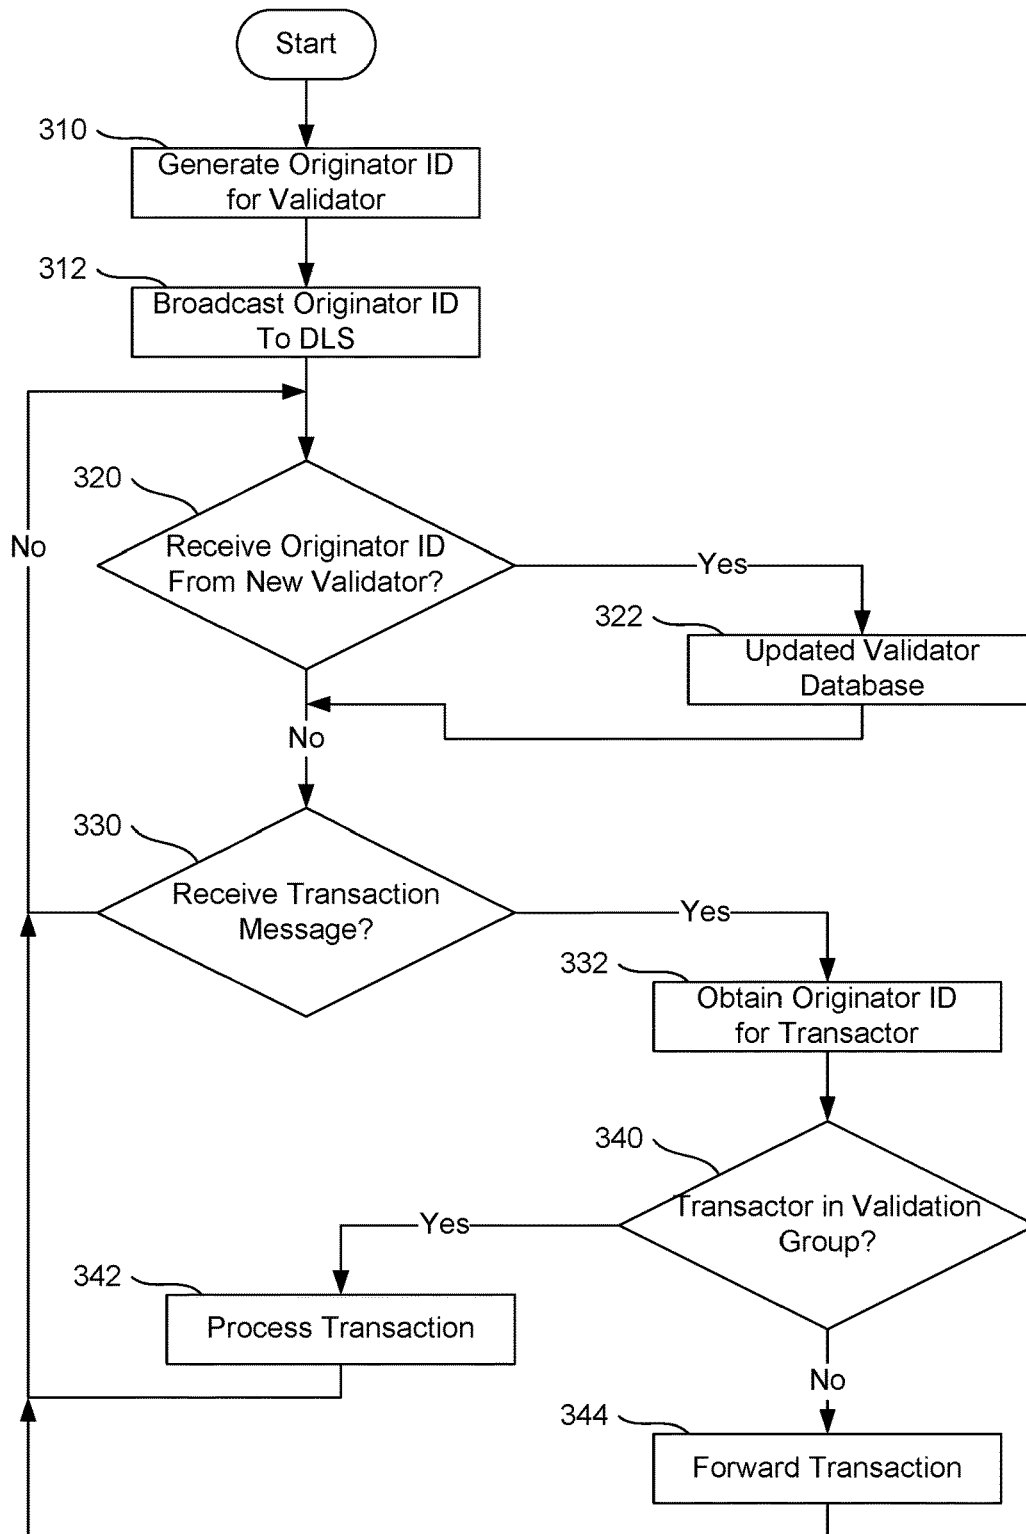 Start
310
Generate Originator ID
for Validator
312
Broadcast Originator ID
To DLS
320
Receive Originator ID
From New Validator?
No
Yes
322
Updated Validator
Database
No
330
Receive Transaction
Message?
Yes
332
Obtain Originator ID
for Transactor
340
Transactor in Validation
Group?
Yes
342
Process Transaction
No
344
Forward Transaction